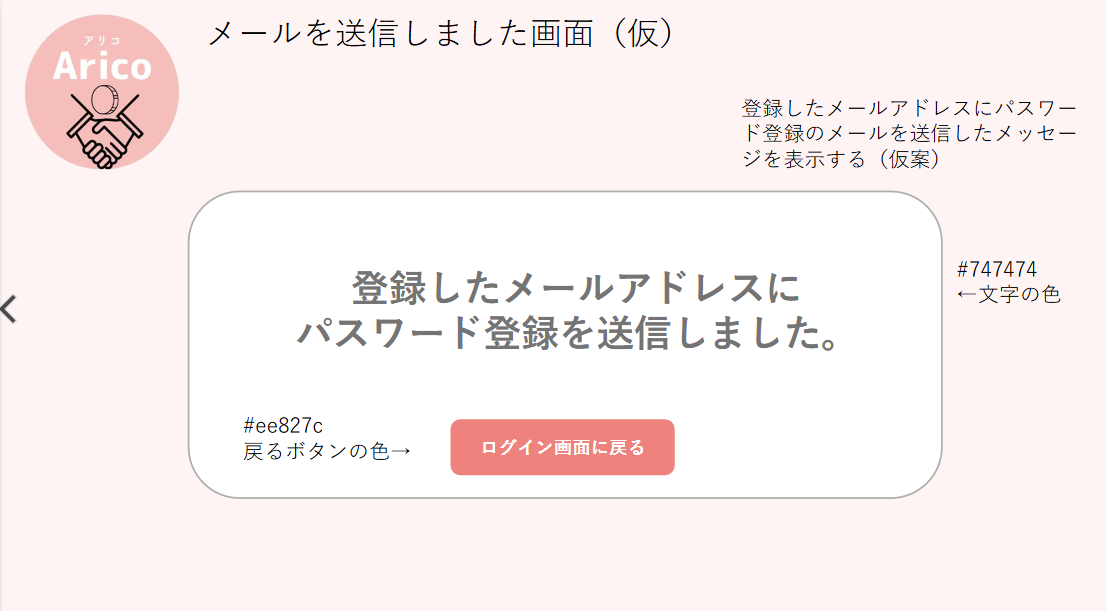 アリコ
Arico
メールを送信しました画面（仮）
登録したメールアドレスにパスワー
ド登録のメールを送信したメッセー
ジを表示する（仮案）
登録したメールアドレスに
パスワード登録を送信しました。
#747474
←文字の色
#ee827c
戻るボタンの色→
ログイン画面に戻る